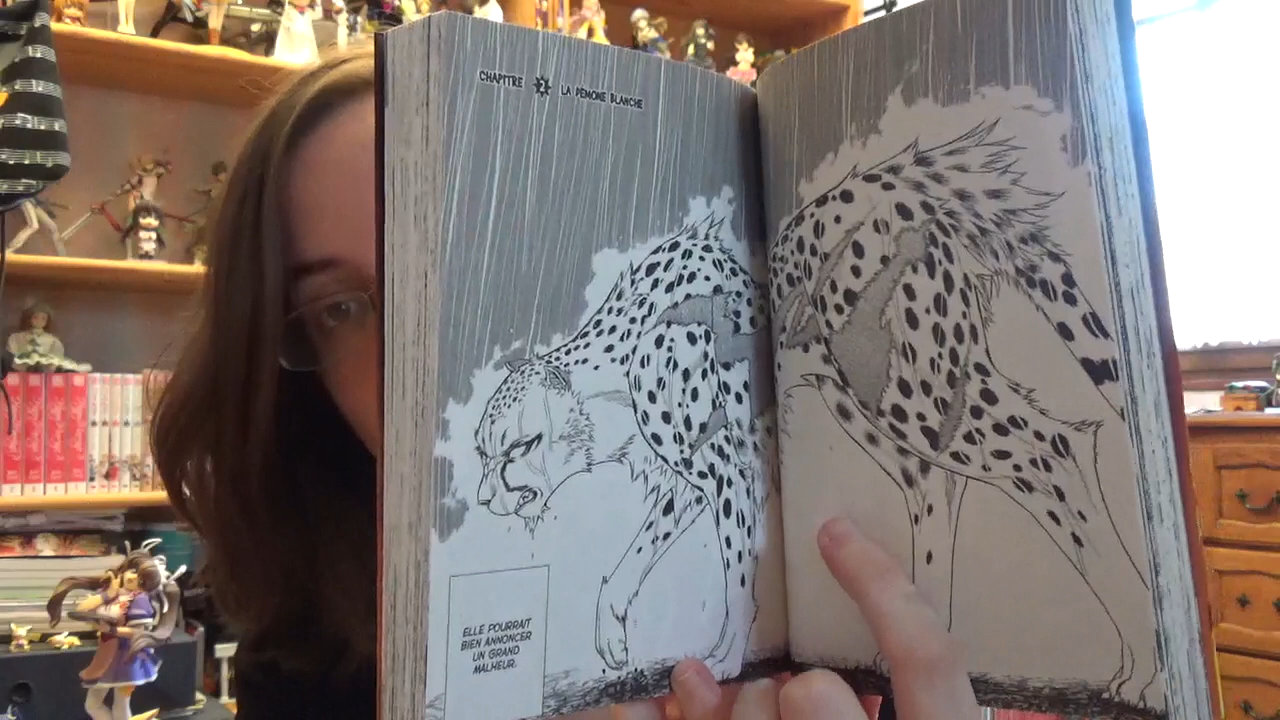 CHAPITRE 2 LA DÉMONE BLANCHE
ELLE POURRAIT
BIEN ANNONCER
UN GRAND
MALHEUR.